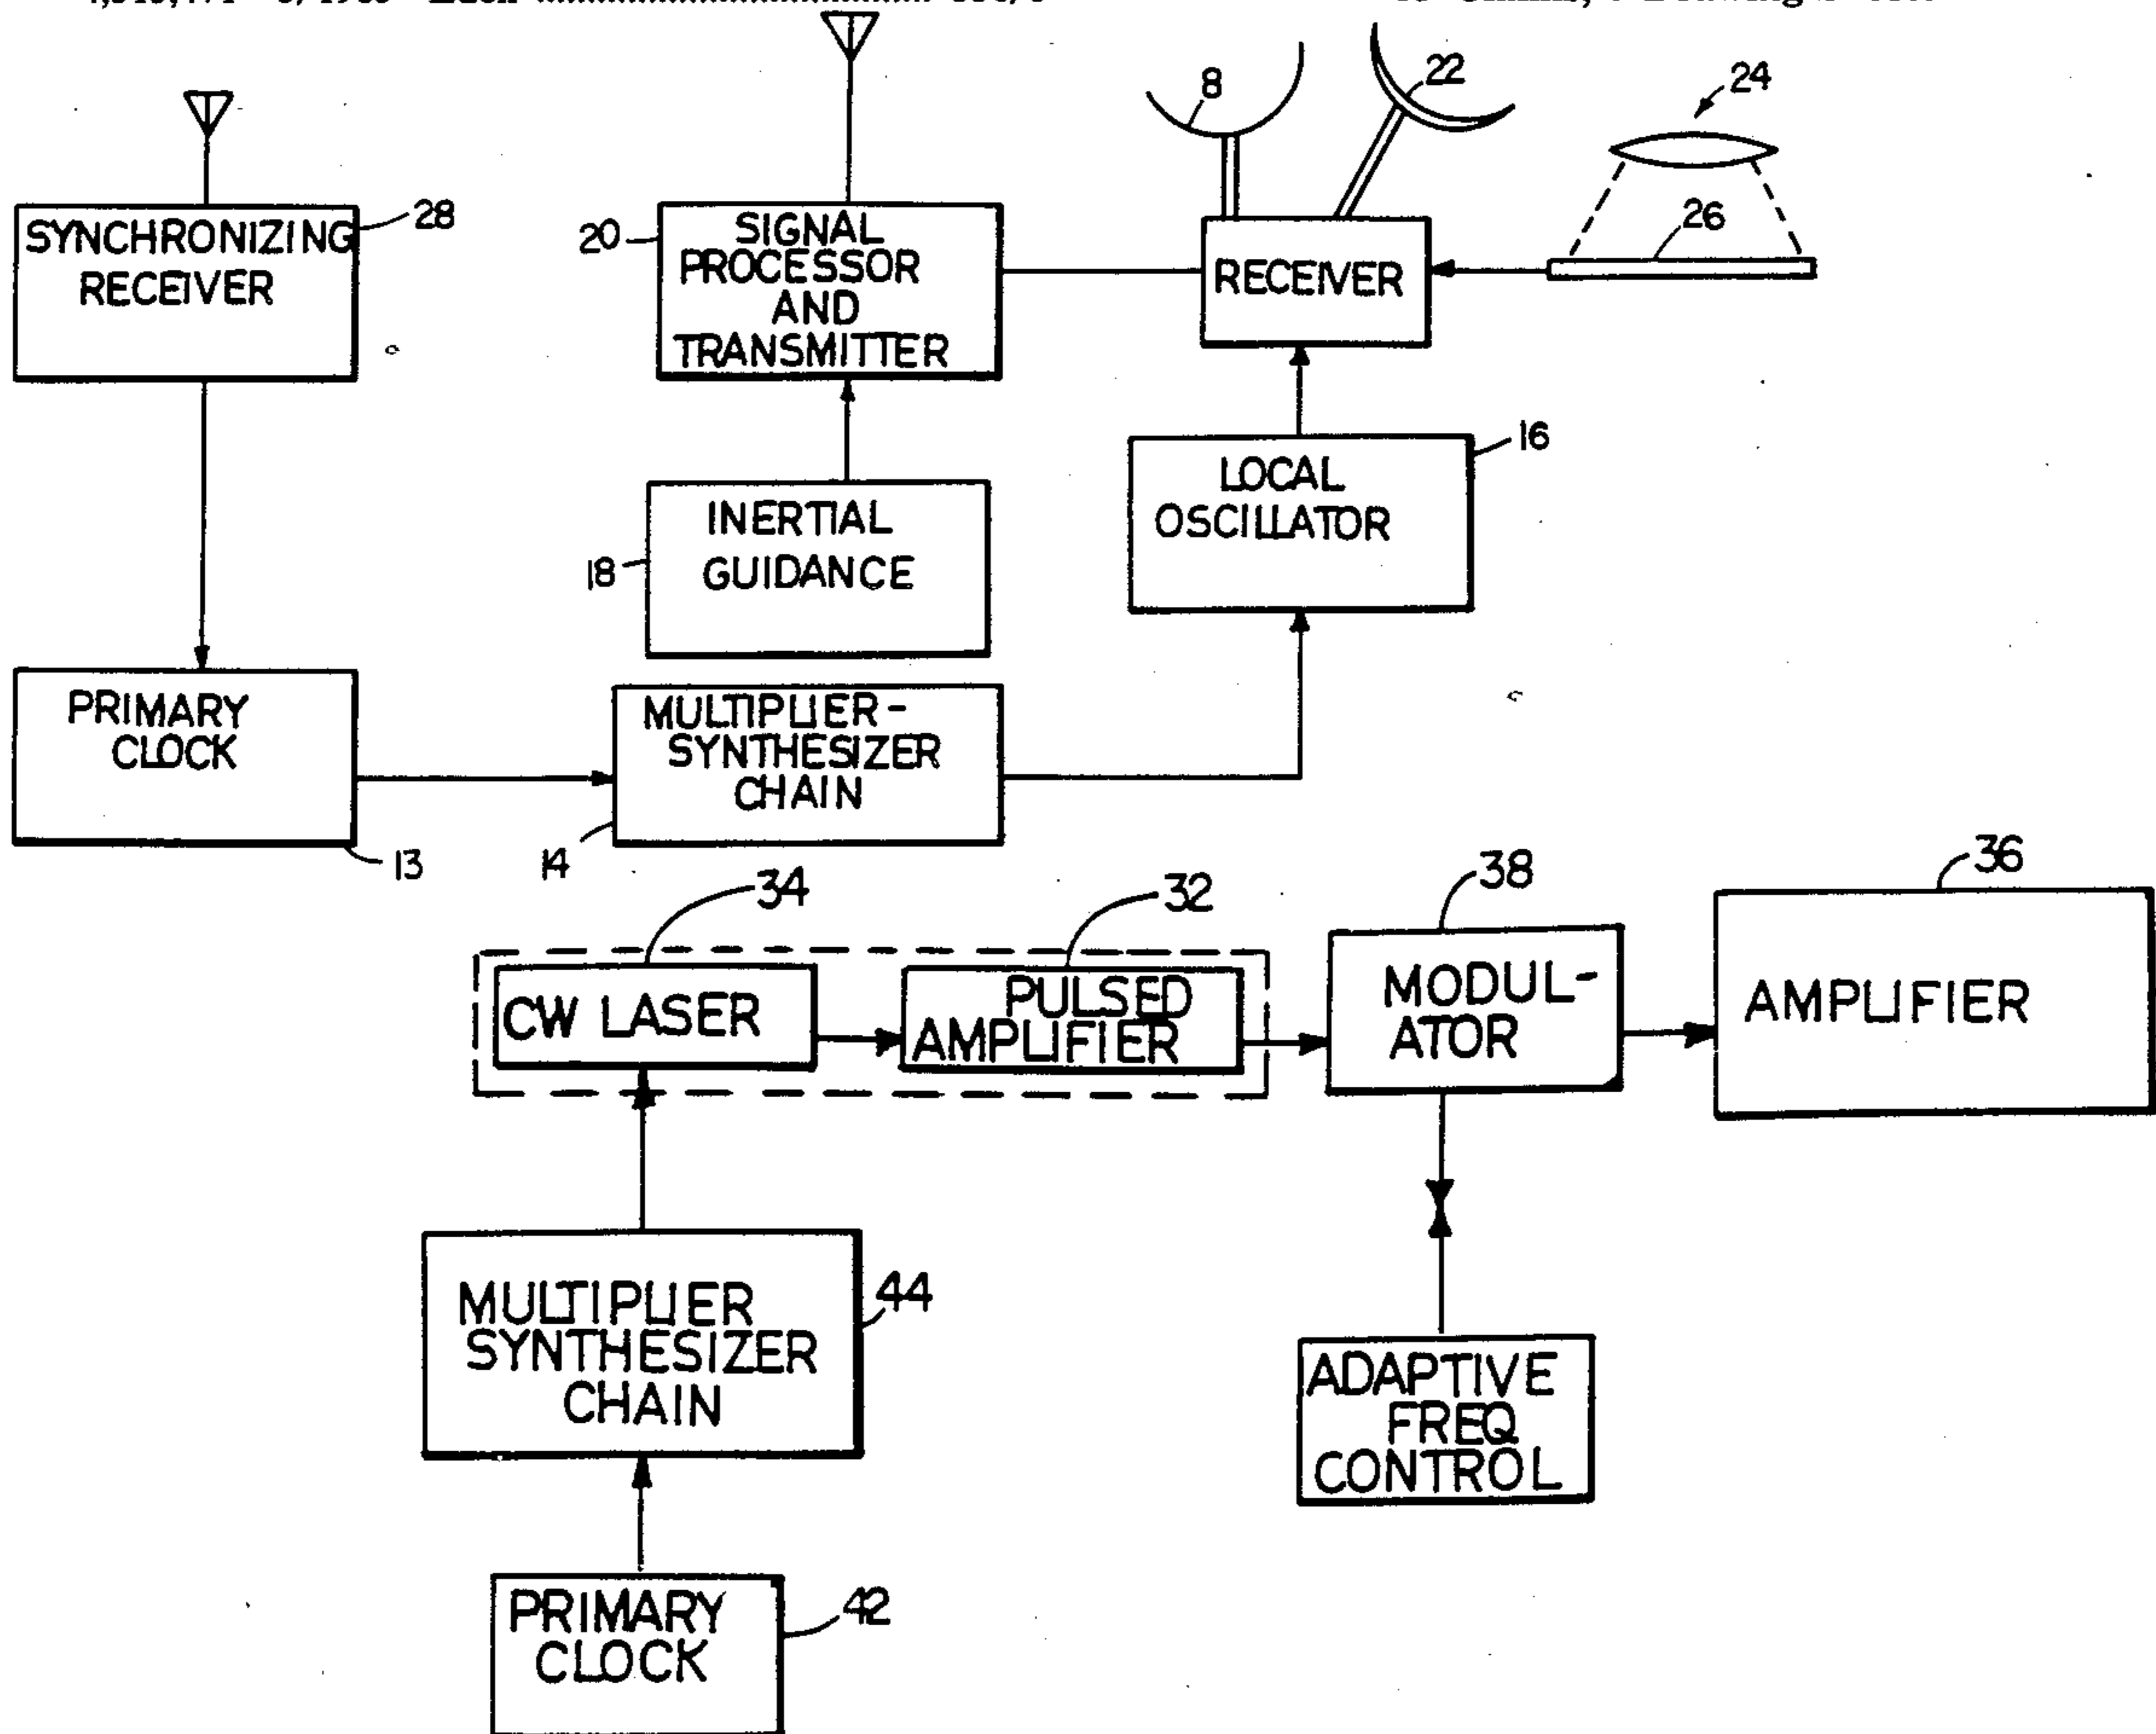 8
22
24
28
SYNCHRONIZING
RECEIVER
20
SIGNAL
PROCESSOR
AND
TRANSMITTER
RECEIVER
26
16
LOCAL
OSCILLATOR
INERTIAL
GUIDANCE
18
PRIMARY
CLOCK
13
MULTIPLIER-
SYNTHESIZER
CHAIN
14
34
32
38
36
CW LASER
PULSED
AMPLIFIER
MODUL-
ATOR
AMPLIFIER
MULTIPLIER
SYNTHESIZER
CHAIN
44
ADAPTIVE
FREQ
CONTROL
PRIMARY
CLOCK
42